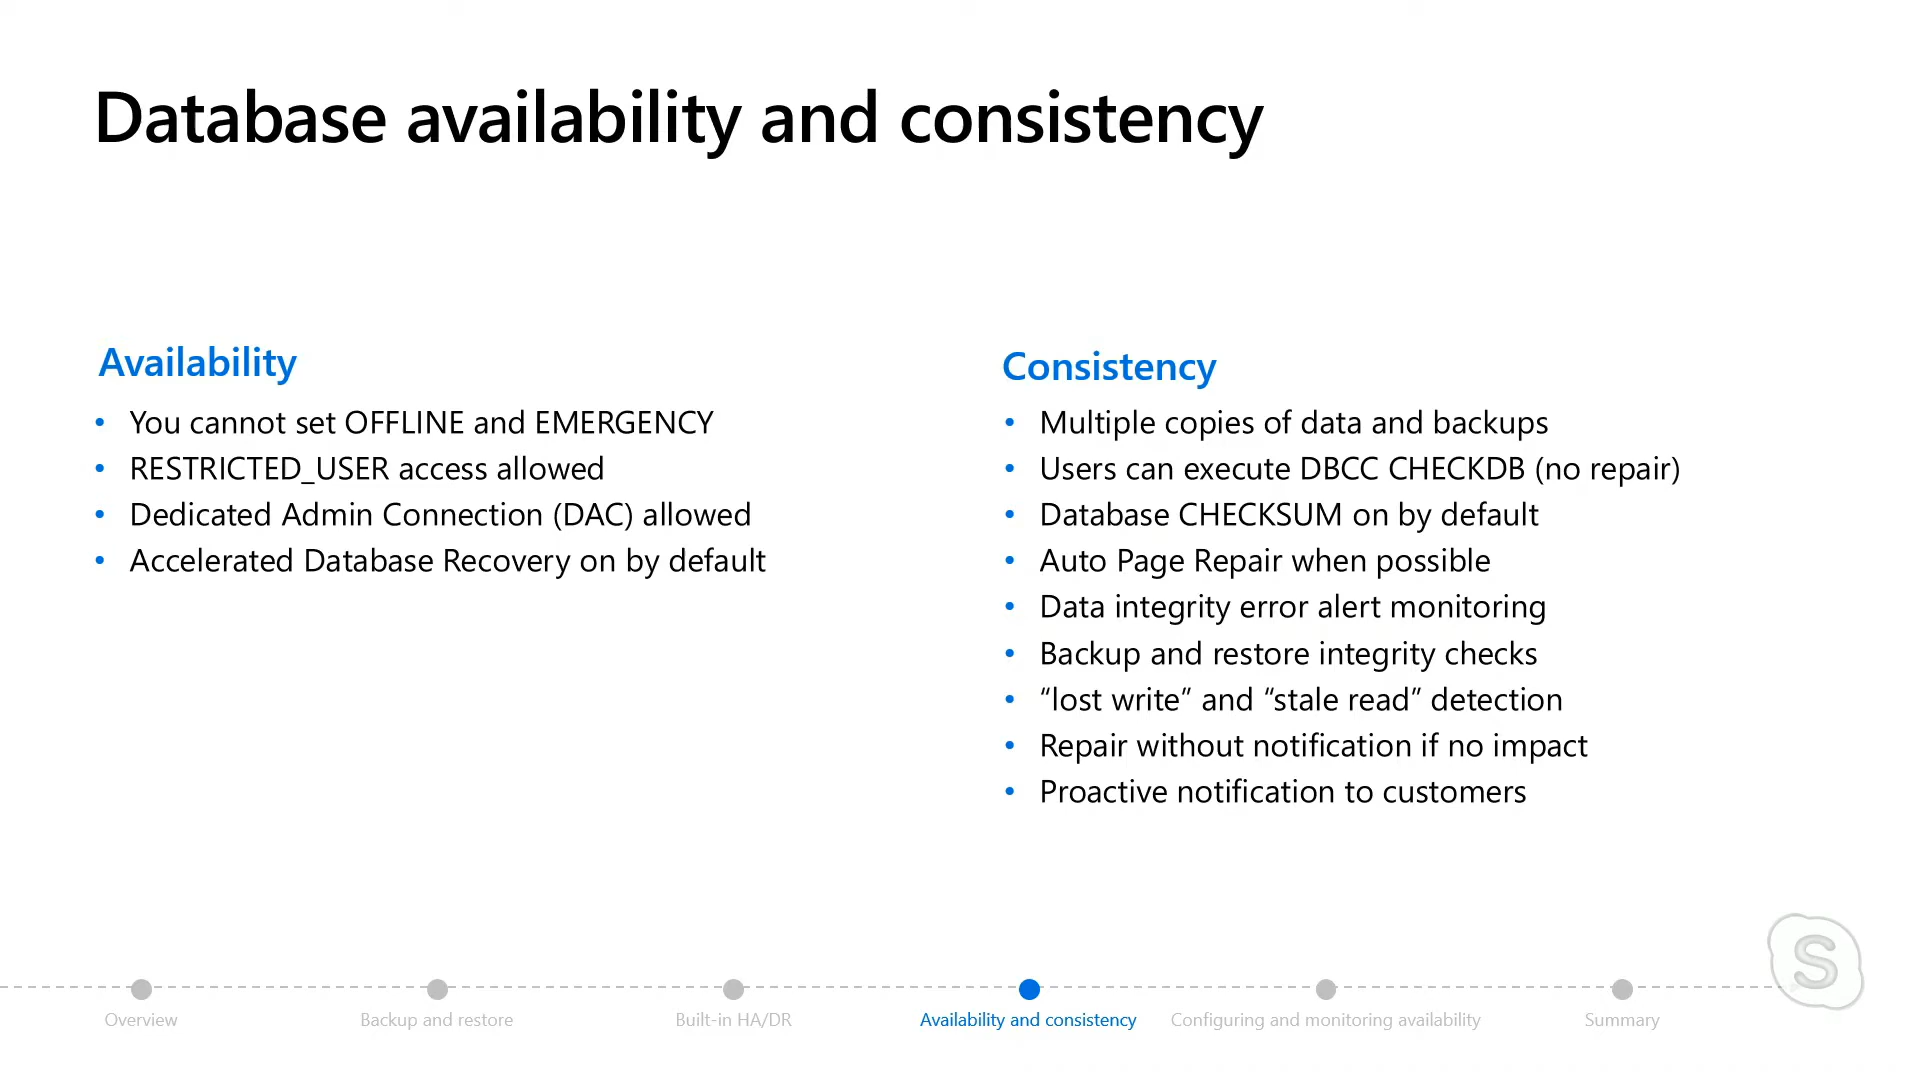 Database availability and consistency
Availability
• You cannot set OFFLINE and EMERGENCY
• RESTRICTED_USER access allowed
• Dedicated Admin Connection (DAC) allowed
• Accelerated Database Recovery on by default
Consistency
• Multiple copies of data and backups
• Users can execute DBCC CHECKDB (no repair)
• Database CHECKSUM on by default
• Auto Page Repair when possible
• Data integrity error alert monitoring
• Backup and restore integrity checks
• “lost write” and “stale read” detection
• Repair without notification if no impact
• Proactive notification to customers
S
Overview
Backup and restore
Built-in HA/DR
Availability and consistency
Configuring and monitoring availability
Summary